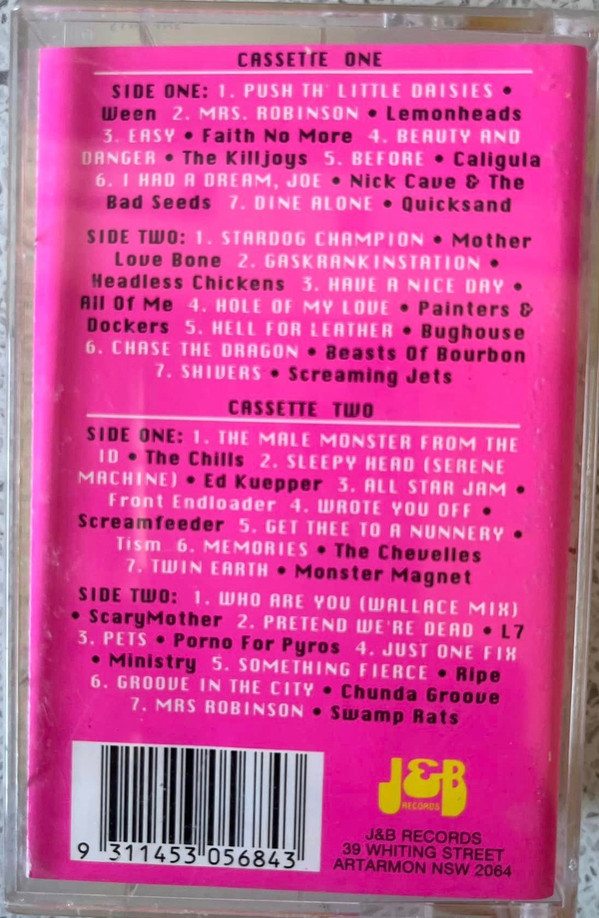 CASSETTE ONE
SIDE ONE: 1. PUSH TH' LITTLE DAISIES •
Ween 2. MRS. ROBINSON • Lemonheads
3. EASY • Faith No More 4. BEAUTY AND
DANGER • The Killjoys 5. BEFORE • Caligula
6. I HAD A DREAM, JOE • Nick Cave & The
Bad Seeds 7. DINE ALONE • Quicksand
SIDE TWO: 1. STARDOG CHAMPION • Mother
Love Bone 2. GASKRANKINSTATION •
Headless Chickens 3. HAVE A NICE DAY •
All Of Me 4. HOLE OF MY LOVE • Painters &
Dockers 5. HELL FOR LEATHER • Bughouse
6. CHASE THE DRAGON • Beasts Of Bourbon
7. SHIVERS • Screaming Jets
CASSETTE TWO
SIDE ONE: 1. THE MALE MONSTER FROM THE
ID • The Chills 2. SLEEPY HEAD (SERENE
MACHINE) • Ed Kuepper 3. ALL STAR JAM •
Front Endloader 4. WROTE YOU OFF •
Screamfeeder 5. GET THEE TO A NUNNERY •
Tism 6. MEMORIES • The Chevelles
7. TWIN EARTH • Monster Magnet
SIDE TWO: 1. WHO ARE YOU (WALLACE MIX)
• ScaryMother 2. PRETEND WE'RE DEAD • L7
3. PETS • Porno For Pyros 4. JUST ONE FIX
• Ministry 5. SOMETHING FIERCE • Ripe
6. GROOVE IN THE CITY • Chunda Groove
7. MRS ROBINSON • Swamp Rats
9 311453 056843
J&B
RECORDS
J&B RECORDS
39 WHITING STREET
ARTARMON NSW 2064